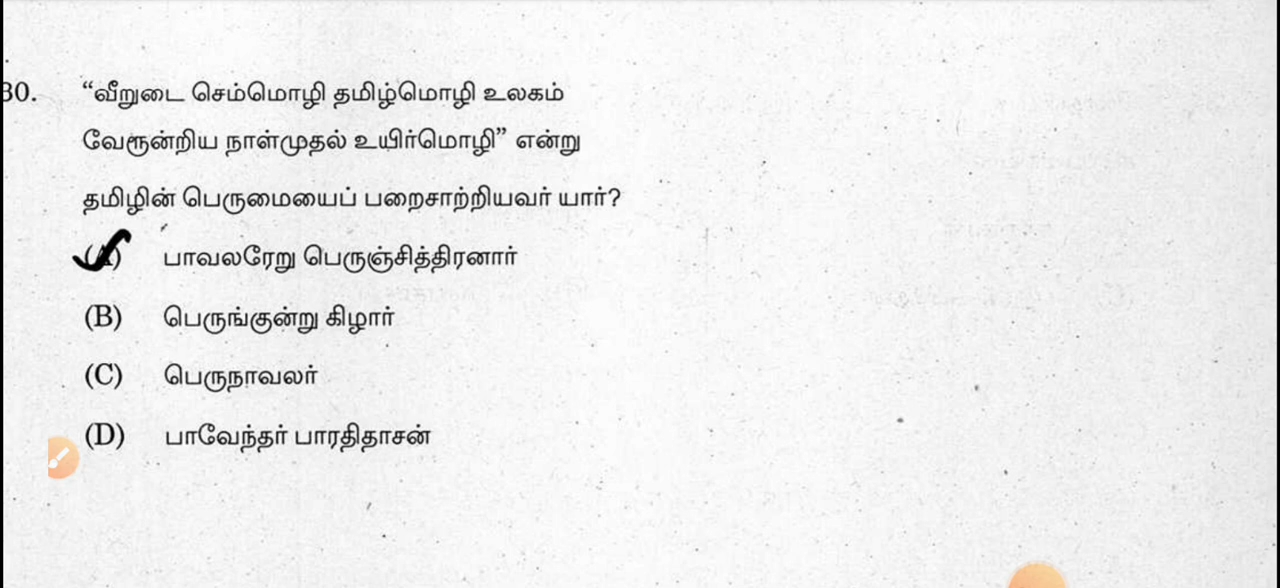 30. “வீறுடை செம்மொழி தமிழ்மொழி உலகம்
வேரூன்றிய நாள்முதல் உயிர்மொழி” என்று
தமிழின் பெருமையைப் பறைசாற்றியவர் யார்?
(A) பாவலரேறு பெருஞ்சித்திரனார்
(B) பெருங்குன்று கிழார்
(C) பெருநாவலர்
(D) பாவேந்தர் பாரதிதாசன்